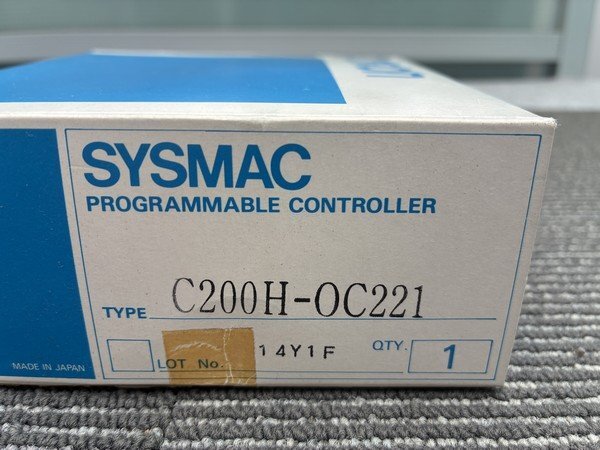 SYSMAC
PROGRAMMABLE CONTROLLER
TYPE C200H-OC221
LOT No. 14Y1F QTY. 1
MADE IN JAPAN